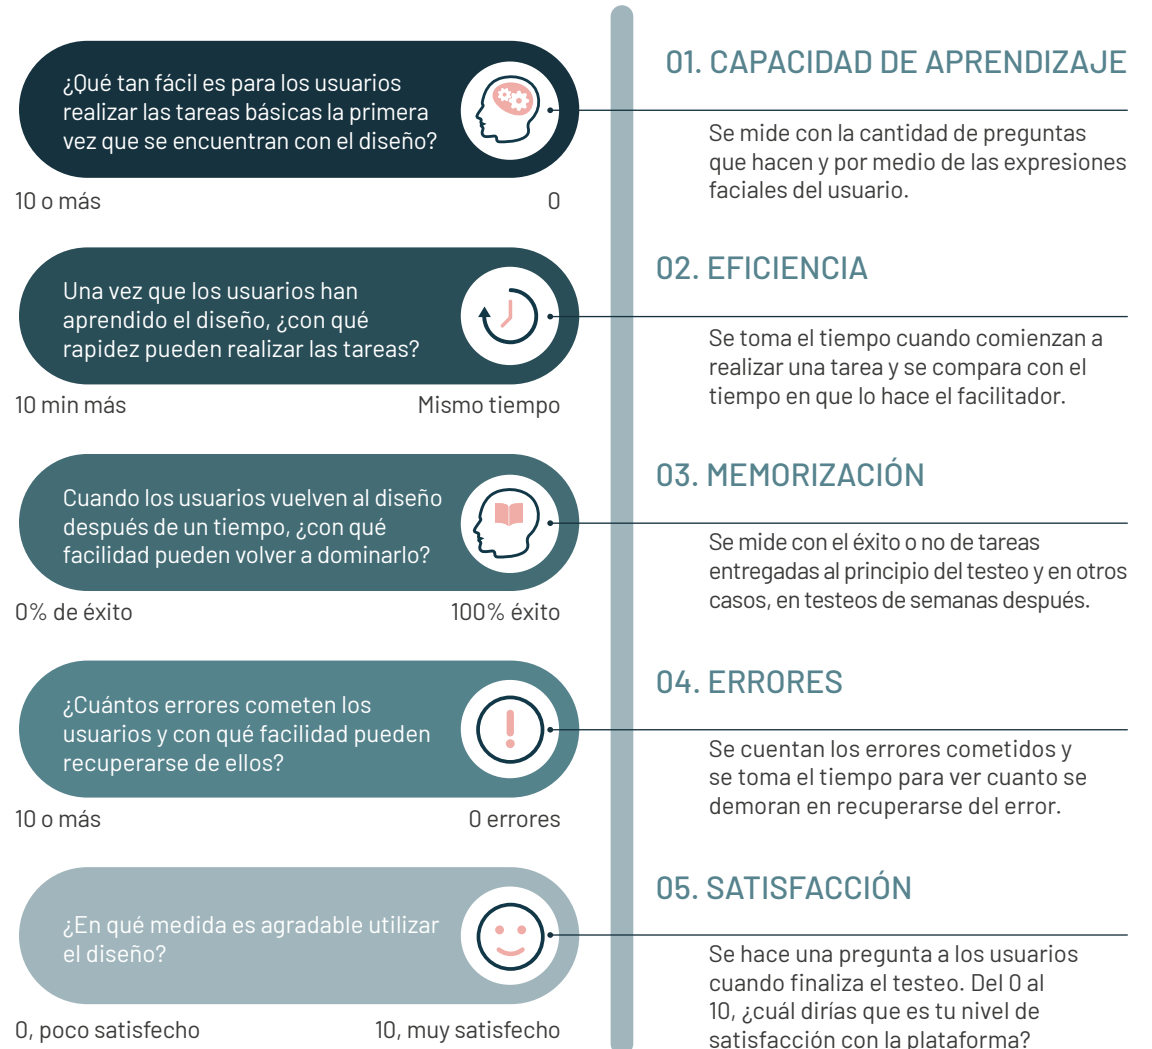 ¿Qué tan fácil es para los usuarios
realizar las tareas básicas la primera
vez que se encuentran con el diseño?
10 o más
0
01. CAPACIDAD DE APRENDIZAJE
Se mide con la cantidad de preguntas
que hacen y por medio de las expresiones
faciales del usuario.
Una vez que los usuarios han
aprendido el diseño, ¿con qué
rapidez pueden realizar las tareas?
10 min más
Mismo tiempo
02. EFICIENCIA
Se toma el tiempo cuando comienzan a
realizar una tarea y se compara con el
tiempo en que lo hace el facilitador.
Cuando los usuarios vuelven al diseño
después de un tiempo, ¿con qué
facilidad pueden volver a dominarlo?
0% de éxito
100% éxito
03. MEMORIZACIÓN
Se mide con el éxito o no de tareas
entregadas al principio del testeo y en otros
casos, en testeos de semanas después.
¿Cuántos errores cometen los
usuarios y con qué facilidad pueden
recuperarse de ellos?
10 o más
0 errores
04. ERRORES
Se cuentan los errores cometidos y
se toma el tiempo para ver cuanto se
demoran en recuperarse del error.
¿En qué medida es agradable utilizar
el diseño?
0, poco satisfecho
10, muy satisfecho
05. SATISFACCIÓN
Se hace una pregunta a los usuarios
cuando finaliza el testeo. Del 0 al
10, ¿cuál dirías que es tu nivel de
satisfacción con la plataforma?